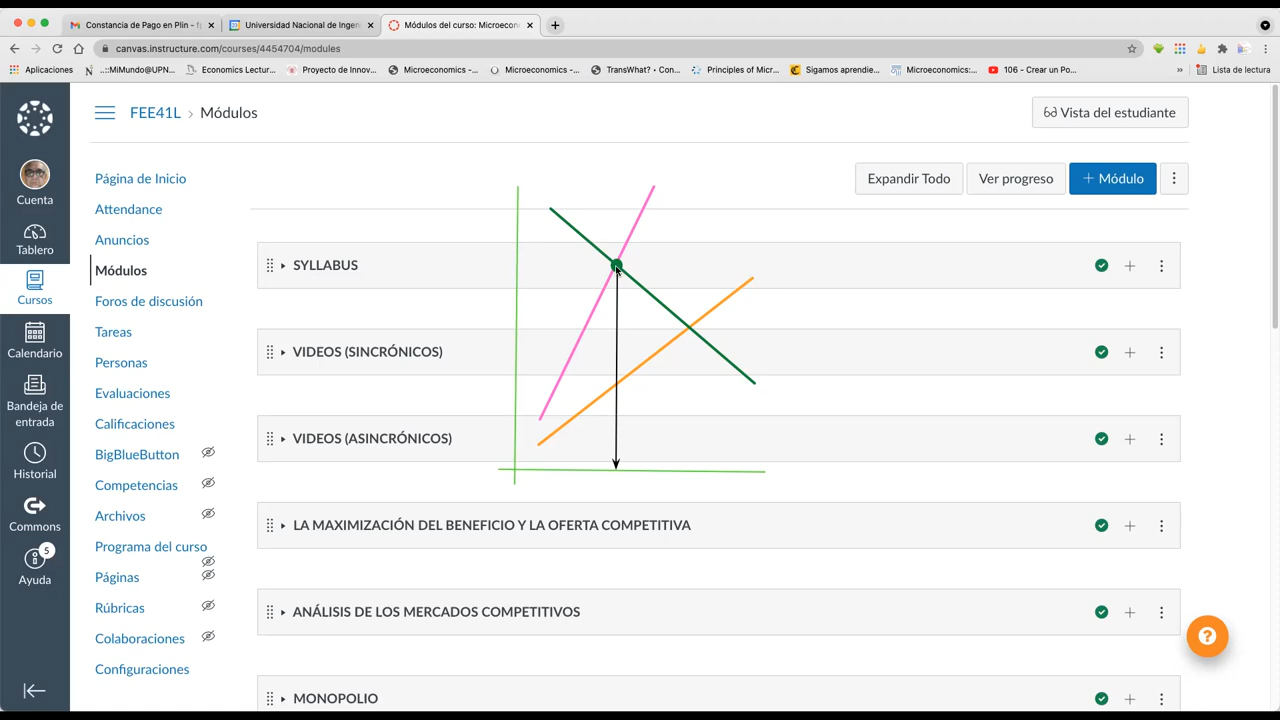 Constancia de Pago en Plin - f
Universidad Nacional de Ingen
Módulos del curso: Microecon
canvas.instructure.com/courses/4454704/modules
Aplicaciones
..::MiMundo@UPN...
Economics Lectur...
Proyecto de Innov...
Microeconomics -...
Microeconomics -...
TransWhat? • Con...
Principles of Micr...
Sigamos aprendie...
Microeconomics:...
106 - Crear un Po...
»
Lista de lectura
FEE41L › Módulos
Vista del estudiante
Expandir Todo
Ver progreso
+ Módulo
Cuenta
Tablero
Cursos
Calendario
Bandeja de
entrada
Historial
Commons
5
Ayuda
Página de Inicio
Attendance
Anuncios
Módulos
Foros de discusión
Tareas
Personas
Evaluaciones
Calificaciones
BigBlueButton
Competencias
Archivos
Programa del curso
Páginas
Rúbricas
Colaboraciones
Configuraciones
SYLLABUS
VIDEOS (SINCRÓNICOS)
VIDEOS (ASINCRÓNICOS)
LA MAXIMIZACIÓN DEL BENEFICIO Y LA OFERTA COMPETITIVA
ANÁLISIS DE LOS MERCADOS COMPETITIVOS
MONOPOLIO